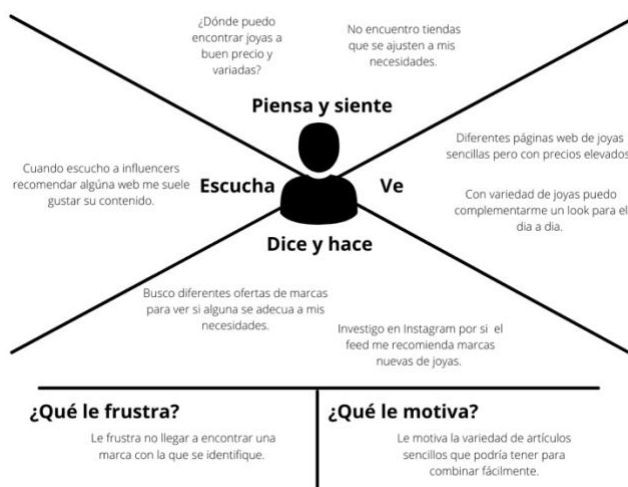 ¿Dónde puedo
encontrar joyas a
buen precio y
variadas?
No encuentro tiendas
que se ajusten a mis
necesidades.
Piensa y siente
Cuando escucho a influencers
recomendar algúna web me suele
gustar su contenido.
Escucha
Ve
Diferentes páginas web de joyas
sencillas pero con precios elevados
Con variedad de joyas puedo
complementarme un look para el
dia a dia.
Dice y hace
Busco diferentes ofertas de marcas
para ver si alguna se adecua a mis
necesidades.
Investigo en Instagram por si el
feed me recomienda marcas
nuevas de joyas.
¿Qué le frustra?
Le frustra no llegar a encontrar una
marca con la que se identifique.
¿Qué le motiva?
Le motiva la variedad de artículos
sencillos que podría tener para
combinar fácilmente.